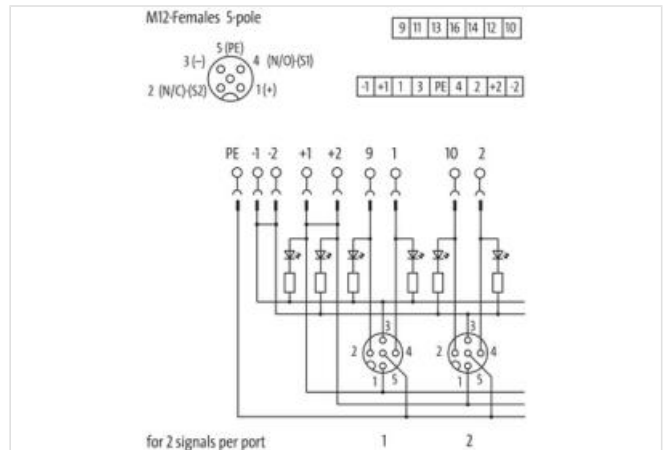 M12-Females 5-pole
9 11 13 16 14 12 10
5 (PE)
3 (–) 4 (N/O)-(S1)
2 (N/C)-(S2) 1 (+)
-1 +1 1 3 PE 4 2 +2 -2
PE -1 -2 +1 +2 9 1 10 2
3 3
2 4 2 4
1 5 1 5
for 2 signals per port 1 2